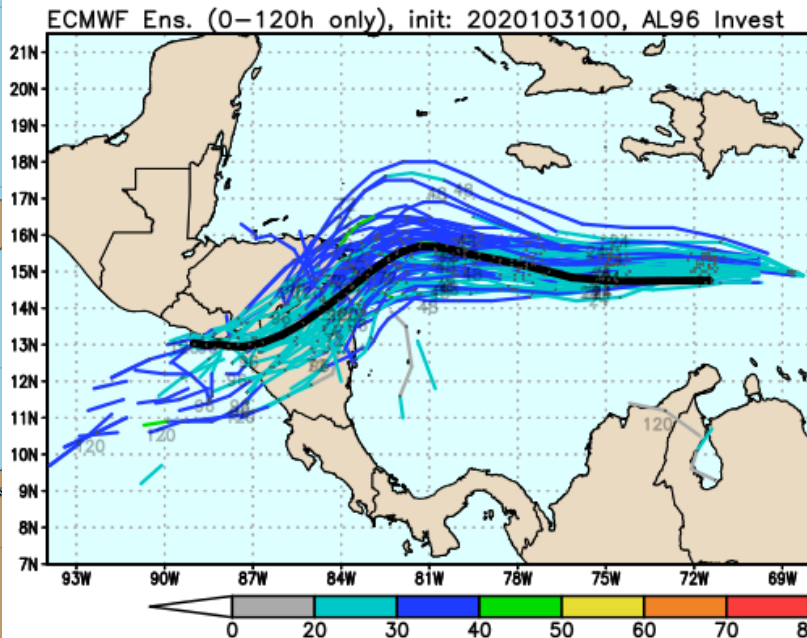 ECMWF Ens. (0-120h only), init: 2020103100, AL96 Invest
21N
20N
19N
18N
17N
16N
15N
14N
13N
12N
11N
10N
9N
8N
7N
48
48
48
96
120
120
120
120
93W 90W 87W 84W 81W 78W 75W 72W 69W
0 20 30 40 50 60 70